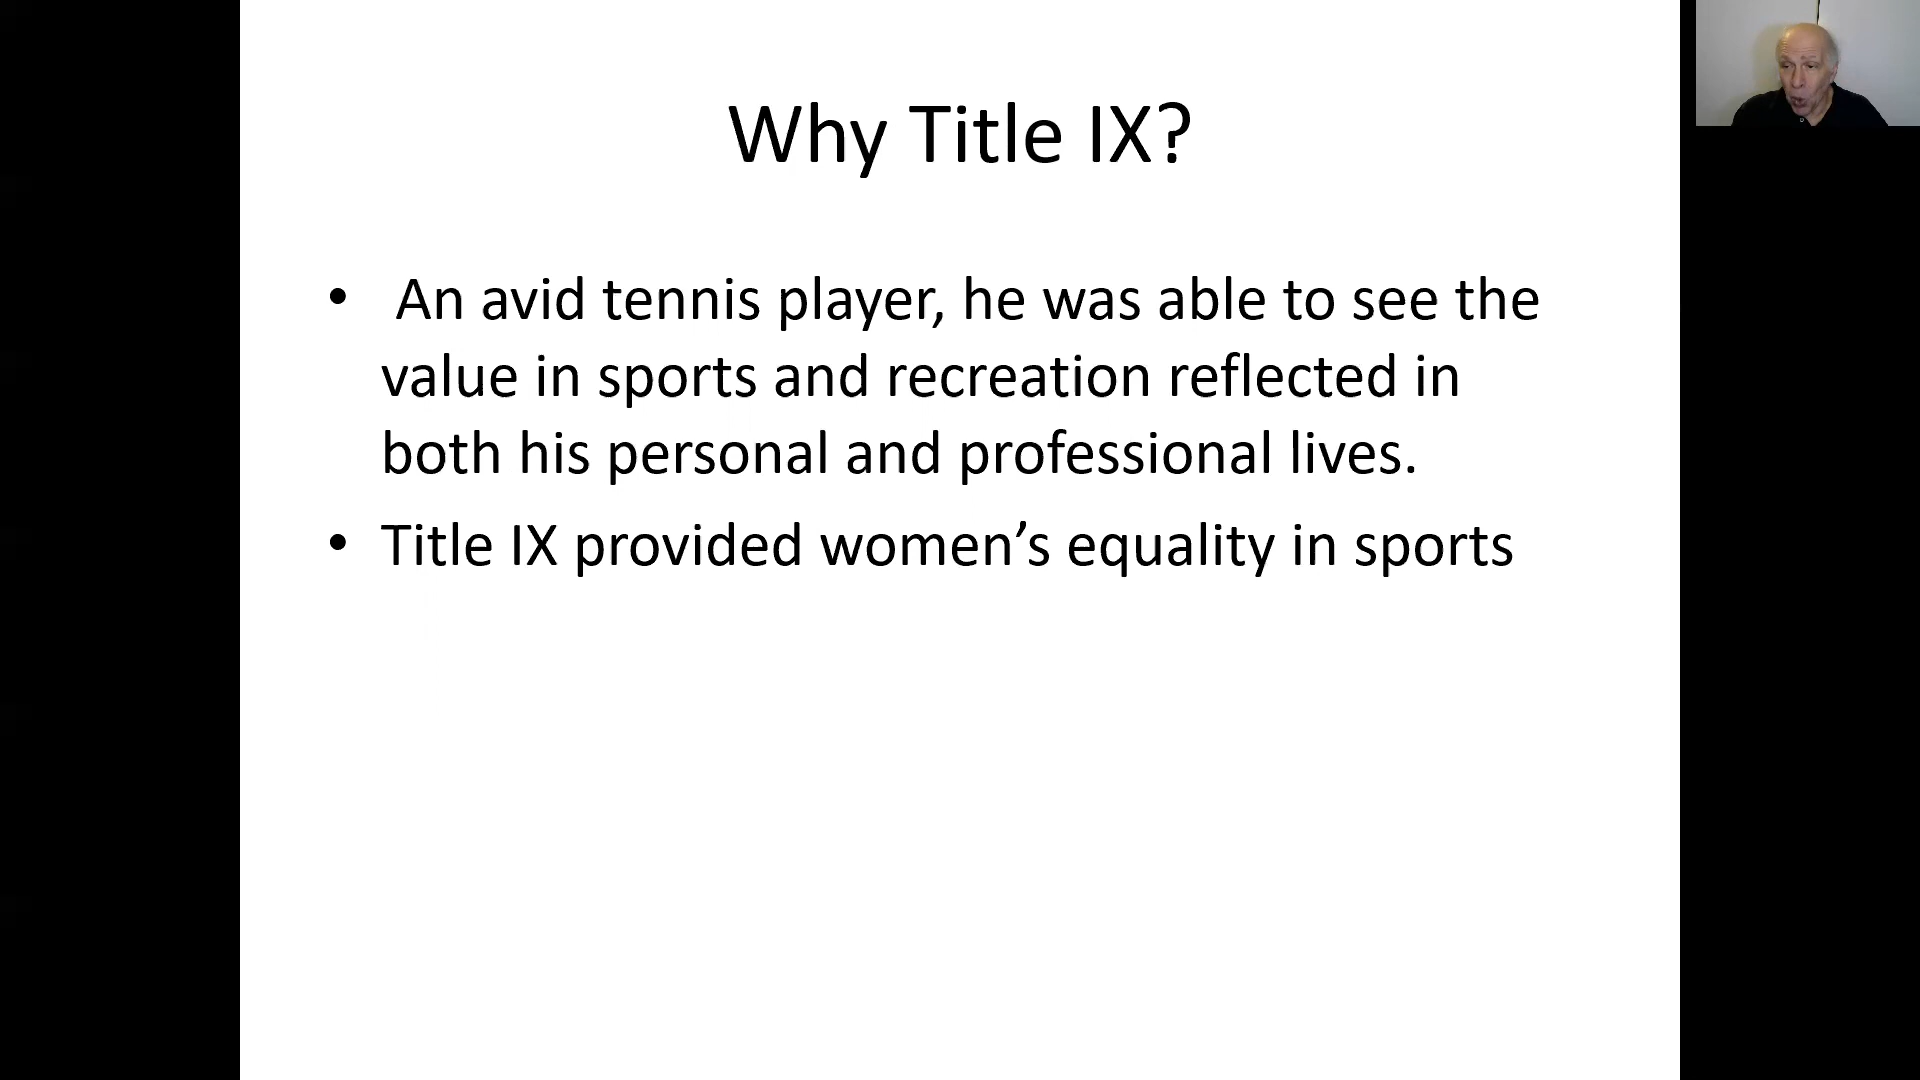 Why Title IX?
• An avid tennis player, he was able to see the
value in sports and recreation reflected in
both his personal and professional lives.
• Title IX provided women’s equality in sports